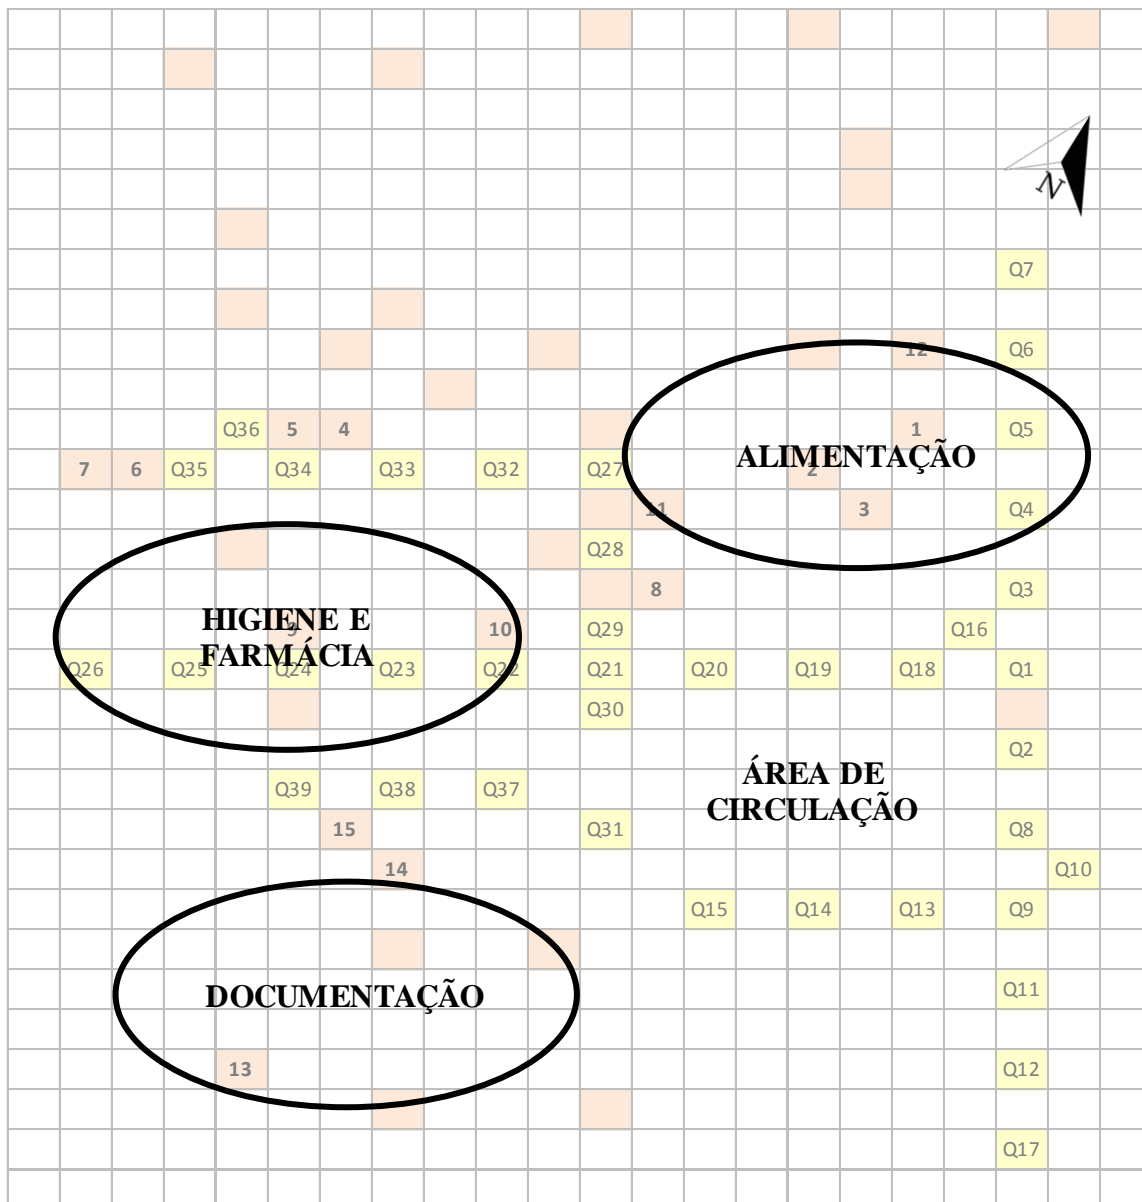 N
Q7
12 Q6
Q36 5 4 1 Q5
7 6 Q35 Q34 Q33 Q32 Q27 2
ALIMENTAÇÃO
11 3 Q4
Q28
8 Q3
HIGIENE E
FARMÁCIA
9 10 Q29 Q16
Q26 Q25 Q24 Q23 Q22 Q21 Q20 Q19 Q18 Q1
Q30
Q2
ÁREA DE
CIRCULAÇÃO
Q39 Q38 Q37
15 Q31 Q8
14 Q10
Q15 Q14 Q13 Q9
DOCUMENTAÇÃO
Q11
13 Q12
Q17